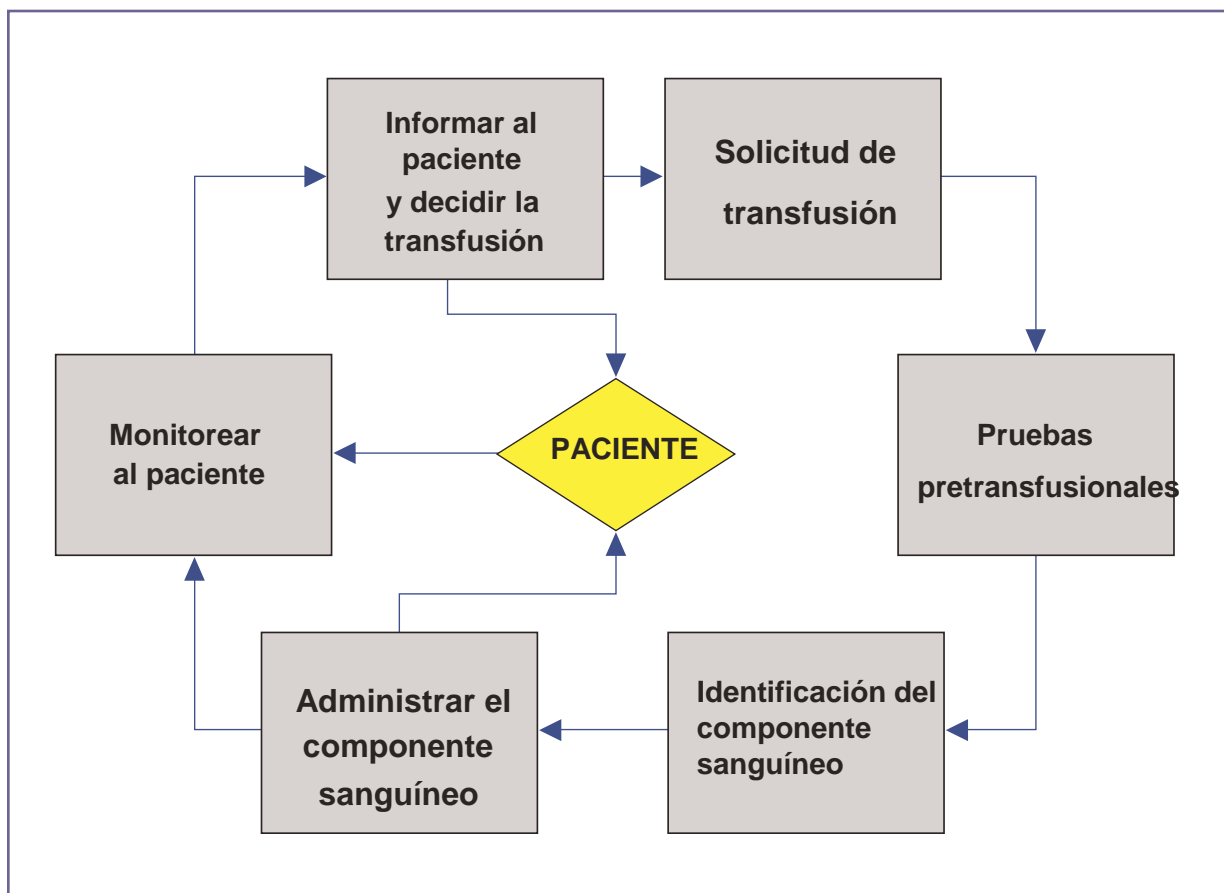 Informar al
paciente
y decidir la
transfusión
Solicitud de
transfusión
Monitorear
al paciente
PACIENTE
Pruebas
pretransfusionales
Administrar el
componente
sanguíneo
Identificación del
componente
sanguíneo